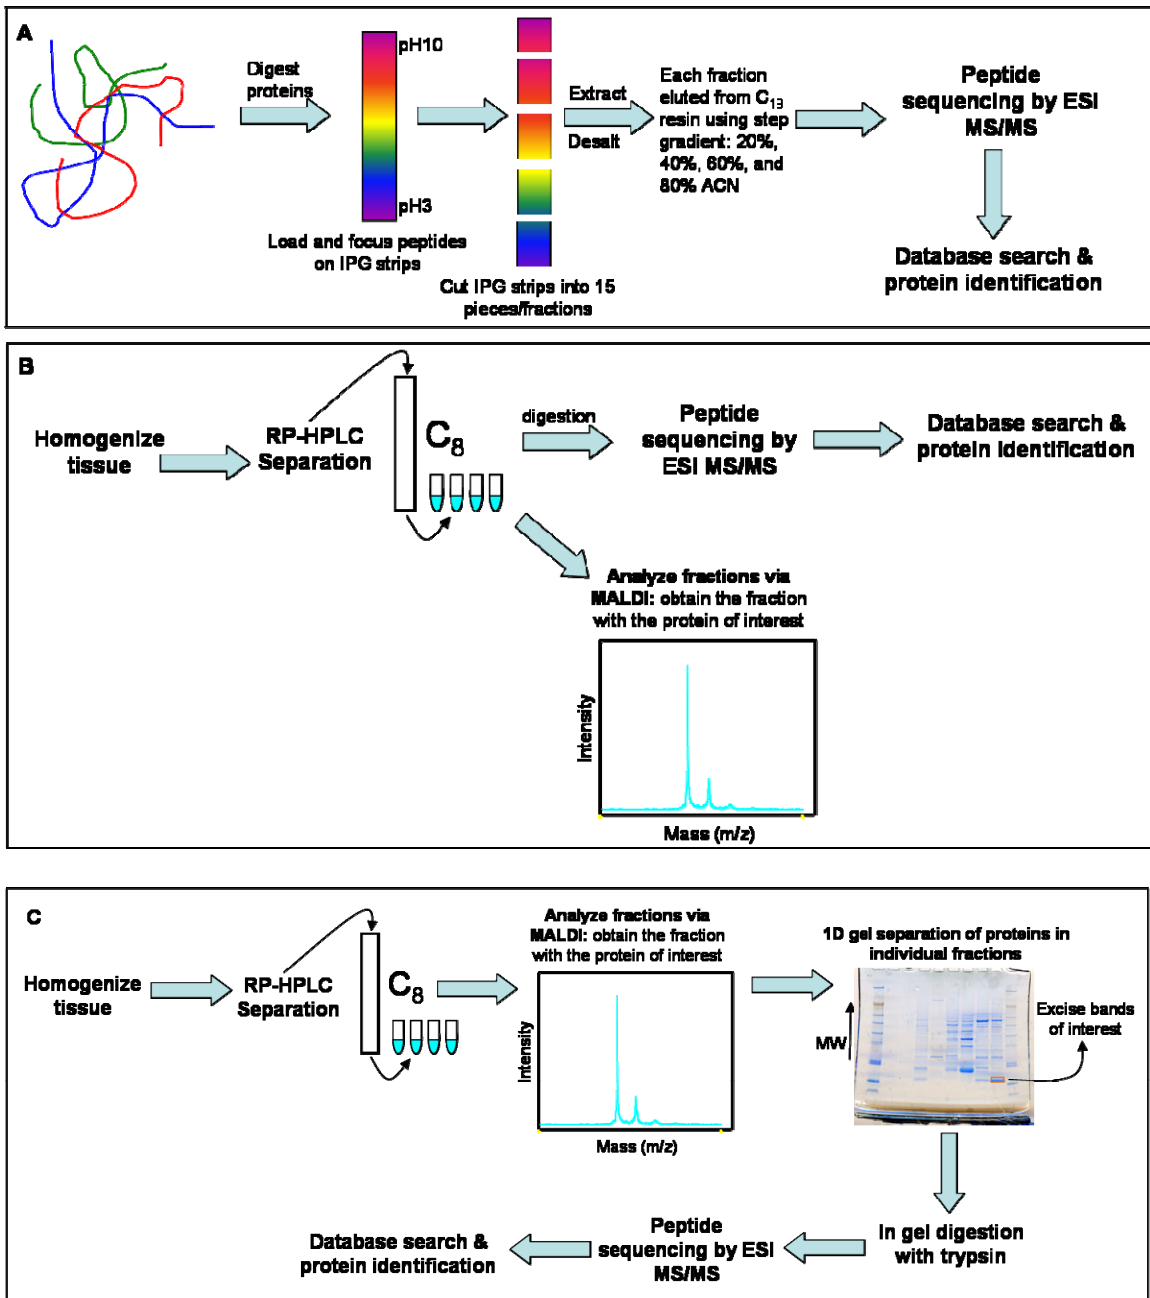 A
Digest
proteins
pH10
pH3
Load and focus peptides
on IPG strips
Cut IPG strips into 15
pieces/fractions
Extract
Desalt
Each fraction
eluted from C13
resin using step
gradient: 20%,
40%, 60%, and
80% ACN
Peptide
sequencing by ESI
MS/MS
Database search &
protein identification
B
Homogenize
tissue
RP-HPLC
Separation
C8
digestion
Peptide
sequencing by
ESI MS/MS
Database search &
protein identification
Analyze fractions via
MALDI: obtain the fraction
with the protein of interest
Intensity
Mass (m/z)
C
Homogenize
tissue
RP-HPLC
Separation
C8
Analyze fractions via
MALDI: obtain the fraction
with the protein of interest
Intensity
Mass (m/z)
1D gel separation of proteins in
individual fractions
MW
Excise bands
of interest
In gel digestion
with trypsin
Peptide
sequencing by ESI
MS/MS
Database search &
protein identification